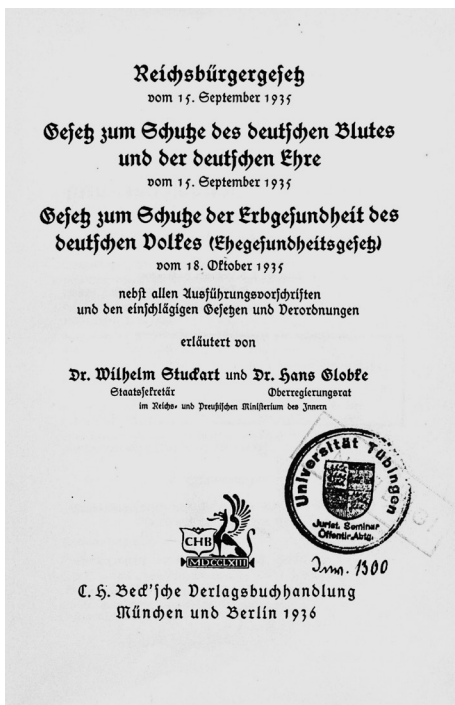 Reichsbürgergesetz
vom 15. September 1935
Gesetz zum Schutze des deutschen Blutes
und der deutschen Ehre
vom 15. September 1935
Gesetz zum Schutze der Erbgesundheit des
deutschen Volkes (Ehegesundheitsgesetz)
vom 18. Oktober 1935
nebst allen Ausführungsvorschriften
und den einschlägigen Gesetzen und Verordnungen
erläutert von
Dr. Wilhelm Stuckart und Dr. Hans Globke
Staatssekretär Oberregierungsrat
im Reichs- und Preußischen Ministerium des Innern
Universität Tübingen
Jurist. Seminar
Öffentlr. Abtg.
CHB
MDCCLXIII
Inv. 1300
C. H. Beck'sche Verlagsbuchhandlung
München und Berlin 1936